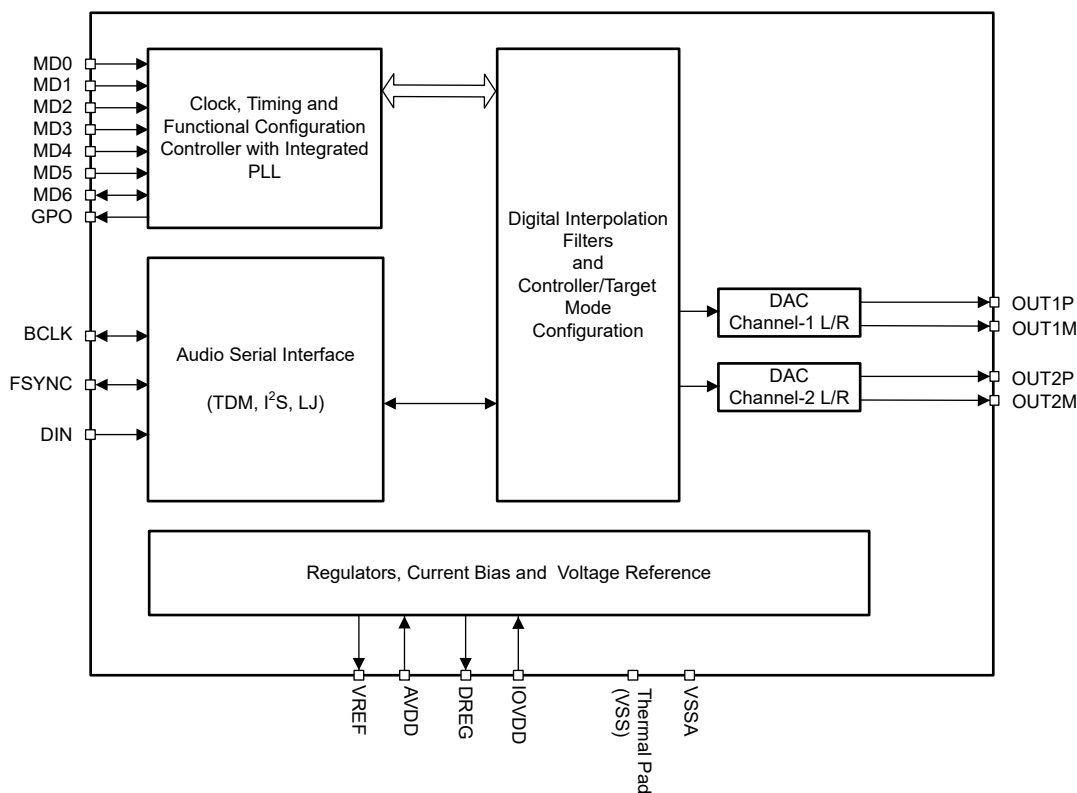 MD0
MD1
MD2
MD3
MD4
MD5
MD6
GPO
Clock, Timing and
Functional Configuration
Controller with Integrated
PLL
BCLK
FSYNC
DIN
Audio Serial Interface
(TDM, I²S, LJ)
Digital Interpolation
Filters
and
Controller/Target
Mode
Configuration
DAC
Channel-1 L/R
DAC
Channel-2 L/R
OUT1P
OUT1M
OUT2P
OUT2M
Regulators, Current Bias and Voltage Reference
VREF
AVDD
DREG
IOVDD
Thermal Pad
(VSS)
VSSA